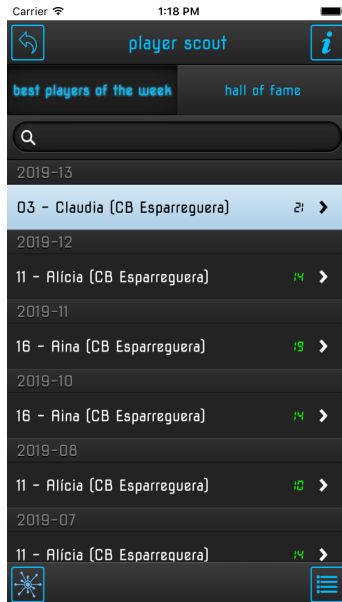 Carrier 1:18 PM
player scout
best players of the week hall of fame
2019-13
03 - Claudia (CB Esparreguera) 21
2019-12
11 - Alícia (CB Esparreguera) 14
2019-11
16 - Aina (CB Esparreguera) 19
2019-10
16 - Aina (CB Esparreguera) 14
2019-08
11 - Alícia (CB Esparreguera) 10
2019-07
11 - Alícia (CB Esparreguera) 14